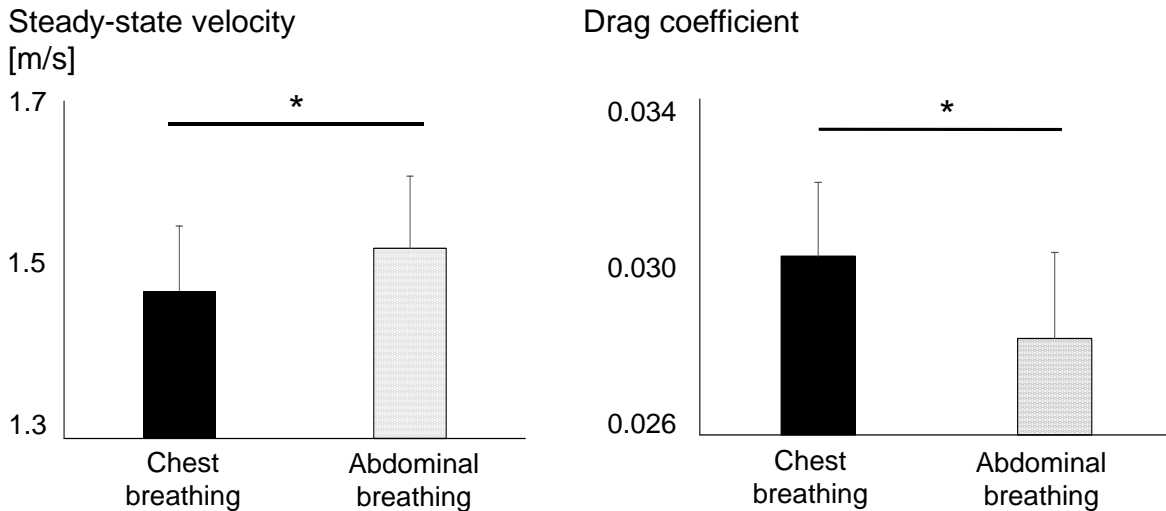 Steady-state velocity
[m/s]
1.7
*
1.5
1.3
Chest
breathing
Abdominal
breathing
Drag coefficient
0.034
*
0.030
0.026
Chest
breathing
Abdominal
breathing